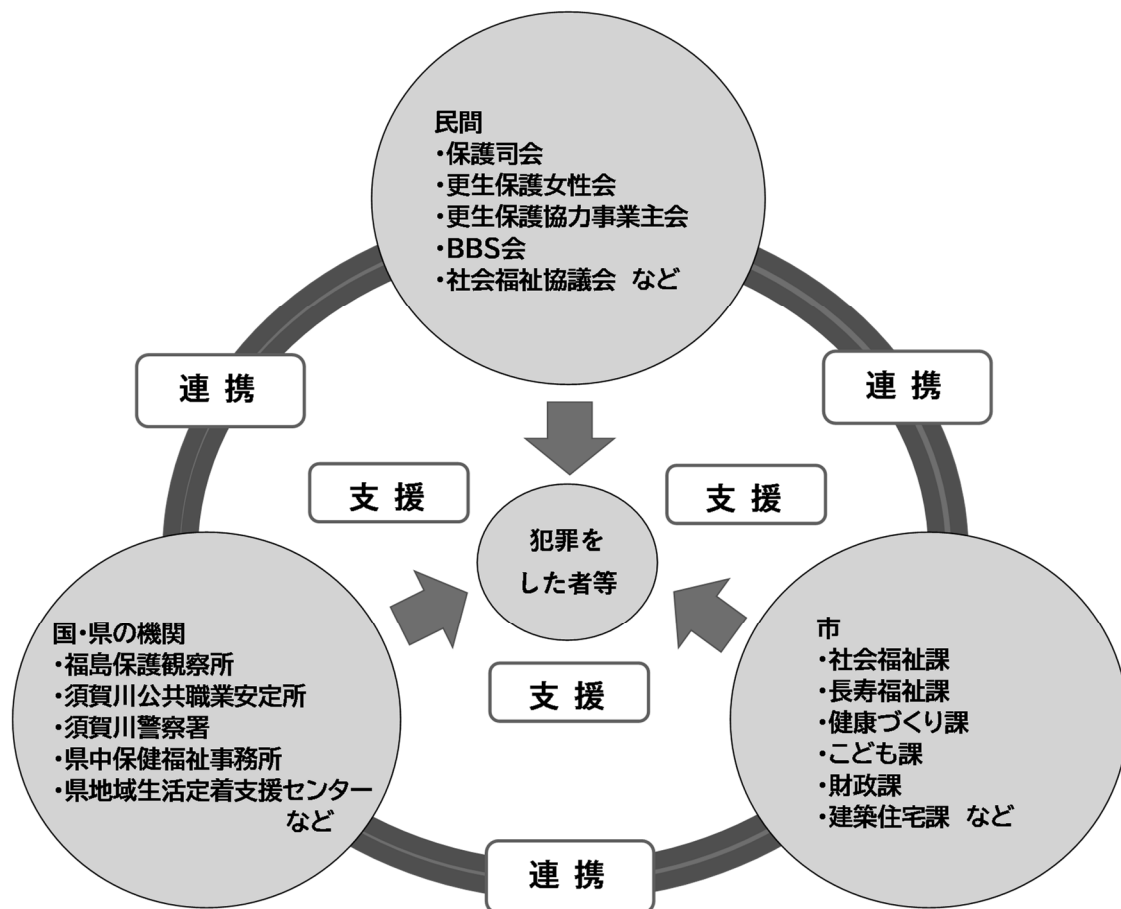 民間
・保護司会
・更生保護女性会
・更生保護協力事業主会
・BBS会
・社会福祉協議会 など
連 携
連 携
支 援
支 援
犯罪を
した者等
国・県の機関
・福島保護観察所
・須賀川公共職業安定所
・須賀川警察署
・県中保健福祉事務所
・県地域生活定着支援センター
など
支 援
市
・社会福祉課
・長寿福祉課
・健康づくり課
・こども課
・財政課
・建築住宅課 など
連 携